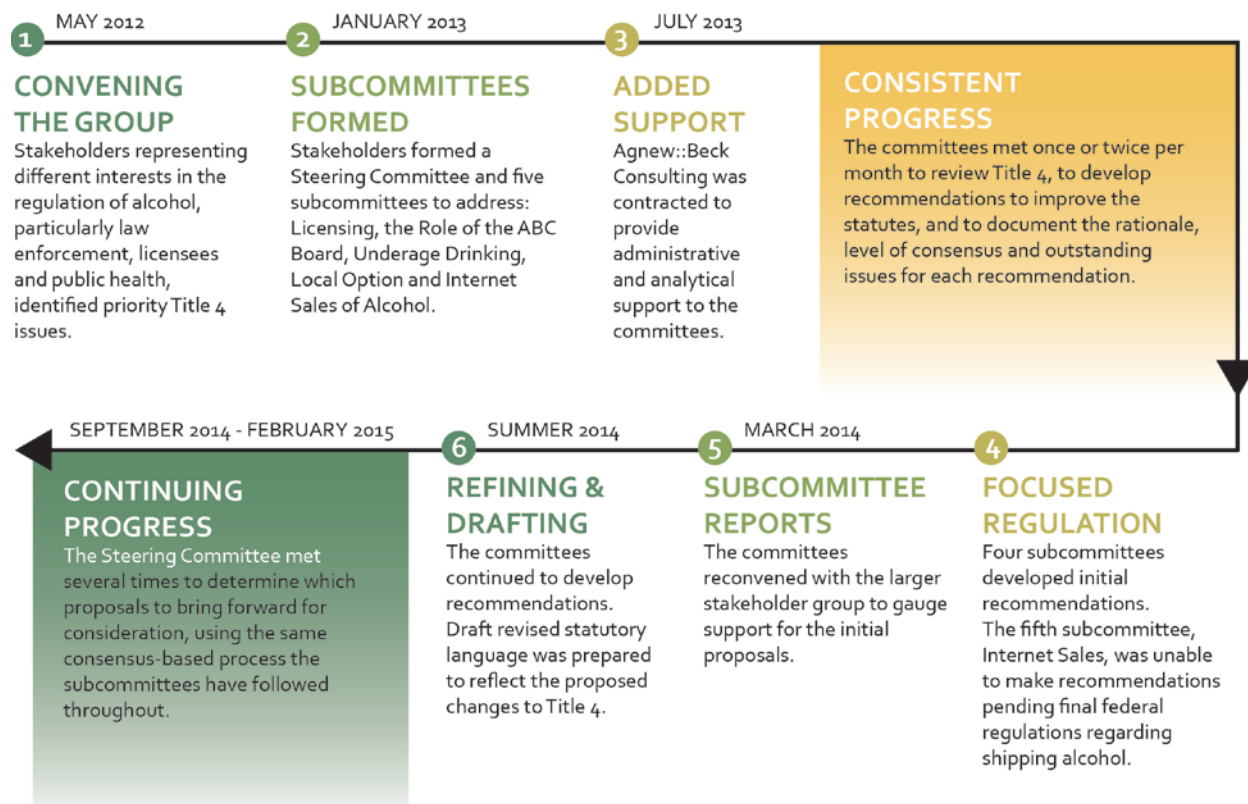 MAY 2012
1
CONVENING
THE GROUP
Stakeholders representing
different interests in the
regulation of alcohol,
particularly law
enforcement, licensees
and public health,
identified priority Title 4
issues.
JANUARY 2013
2
SUBCOMMITTEES
FORMED
Stakeholders formed a
Steering Committee and five
subcommittees to address:
Licensing, the Role of the ABC
Board, Underage Drinking,
Local Option and Internet
Sales of Alcohol.
JULY 2013
3
ADDED
SUPPORT
Agnew::Beck
Consulting was
contracted to
provide
administrative
and analytical
support to the
committees.
CONSISTENT
PROGRESS
The committees met once or twice per
month to review Title 4, to develop
recommendations to improve the
statutes, and to document the rationale,
level of consensus and outstanding
issues for each recommendation.
4
FOCUSED
REGULATION
Four subcommittees
developed initial
recommendations.
The fifth subcommittee,
Internet Sales, was unable
to make recommendations
pending final federal
regulations regarding
shipping alcohol.
MARCH 2014
5
SUBCOMMITTEE
REPORTS
The committees
reconvened with the larger
stakeholder group to gauge
support for the initial
proposals.
SUMMER 2014
6
REFINING &
DRAFTING
The committees
continued to develop
recommendations.
Draft revised statutory
language was prepared
to reflect the proposed
changes to Title 4.
SEPTEMBER 2014 - FEBRUARY 2015
CONTINUING
PROGRESS
The Steering Committee met
several times to determine which
proposals to bring forward for
consideration, using the same
consensus-based process the
subcommittees have followed
throughout.